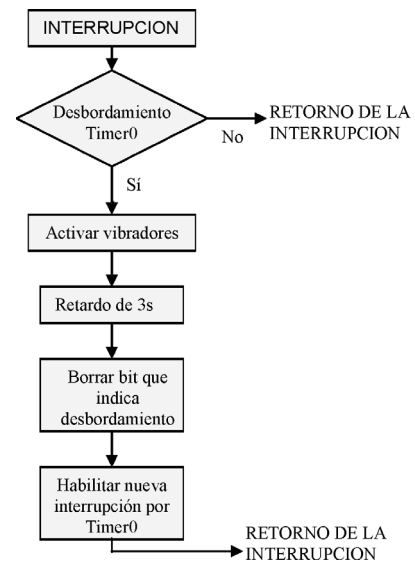 INTERRUPCION
Desbordamiento
Timer0
No
RETORNO DE LA
INTERRUPCION
Sí
Activar vibradores
Retardo de 3s
Borrar bit que
indica
desbordamiento
Habilitar nueva
interrupción por
Timer0
RETORNO DE LA
INTERRUPCION